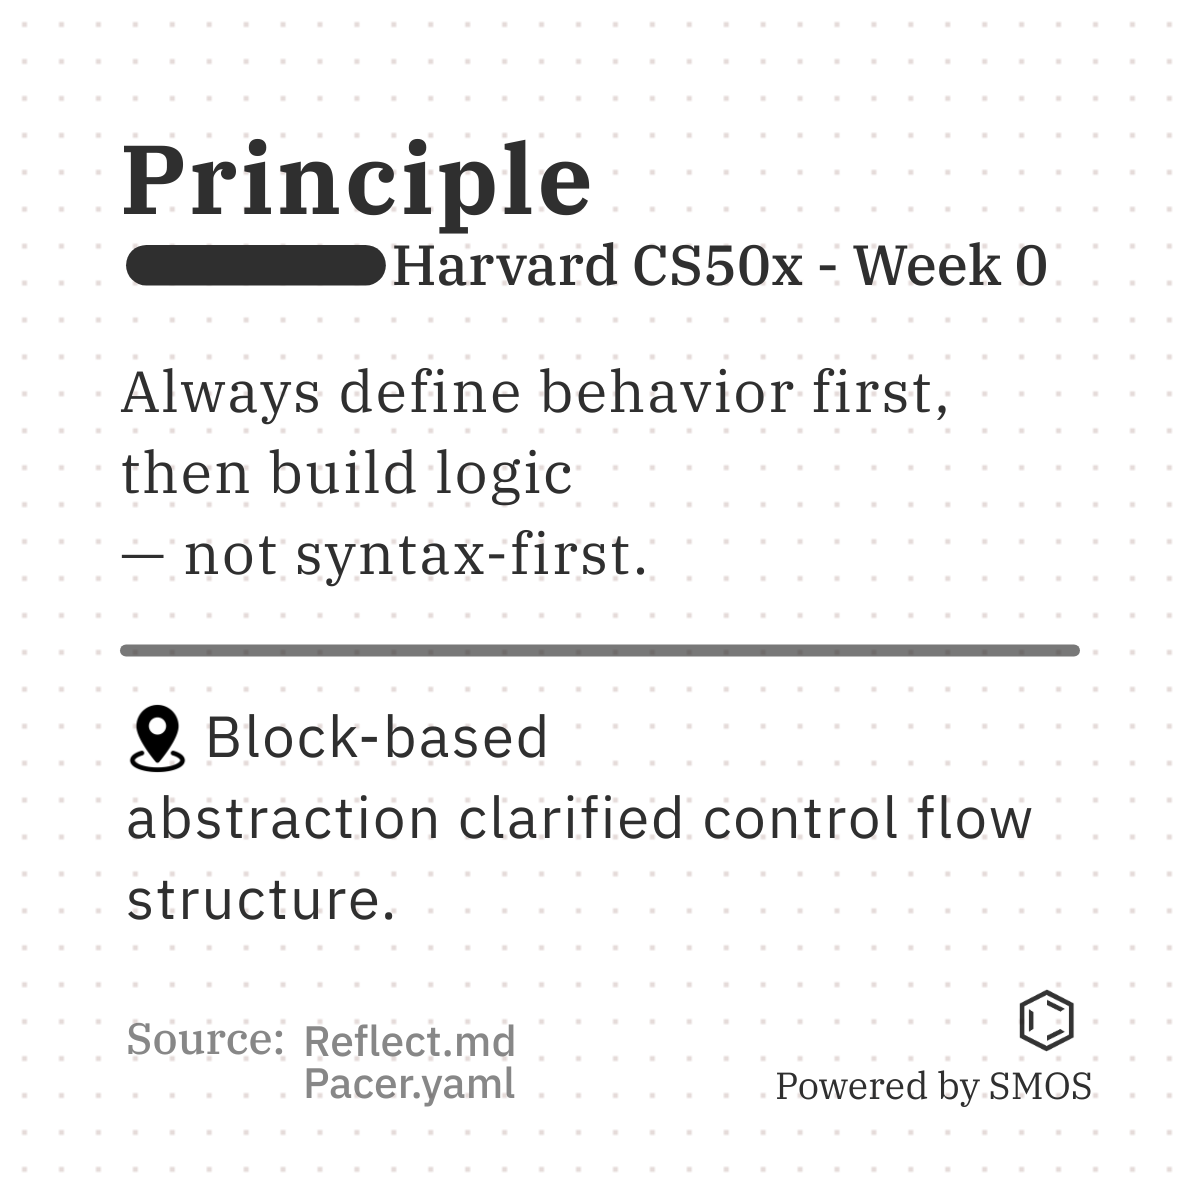 Principle
Harvard CS50x - Week 0
Always define behavior first,
then build logic
— not syntax-first.
Block-based
abstraction clarified control flow
structure.
Source: Reflect.md
Pacer.yaml
Powered by SMOS